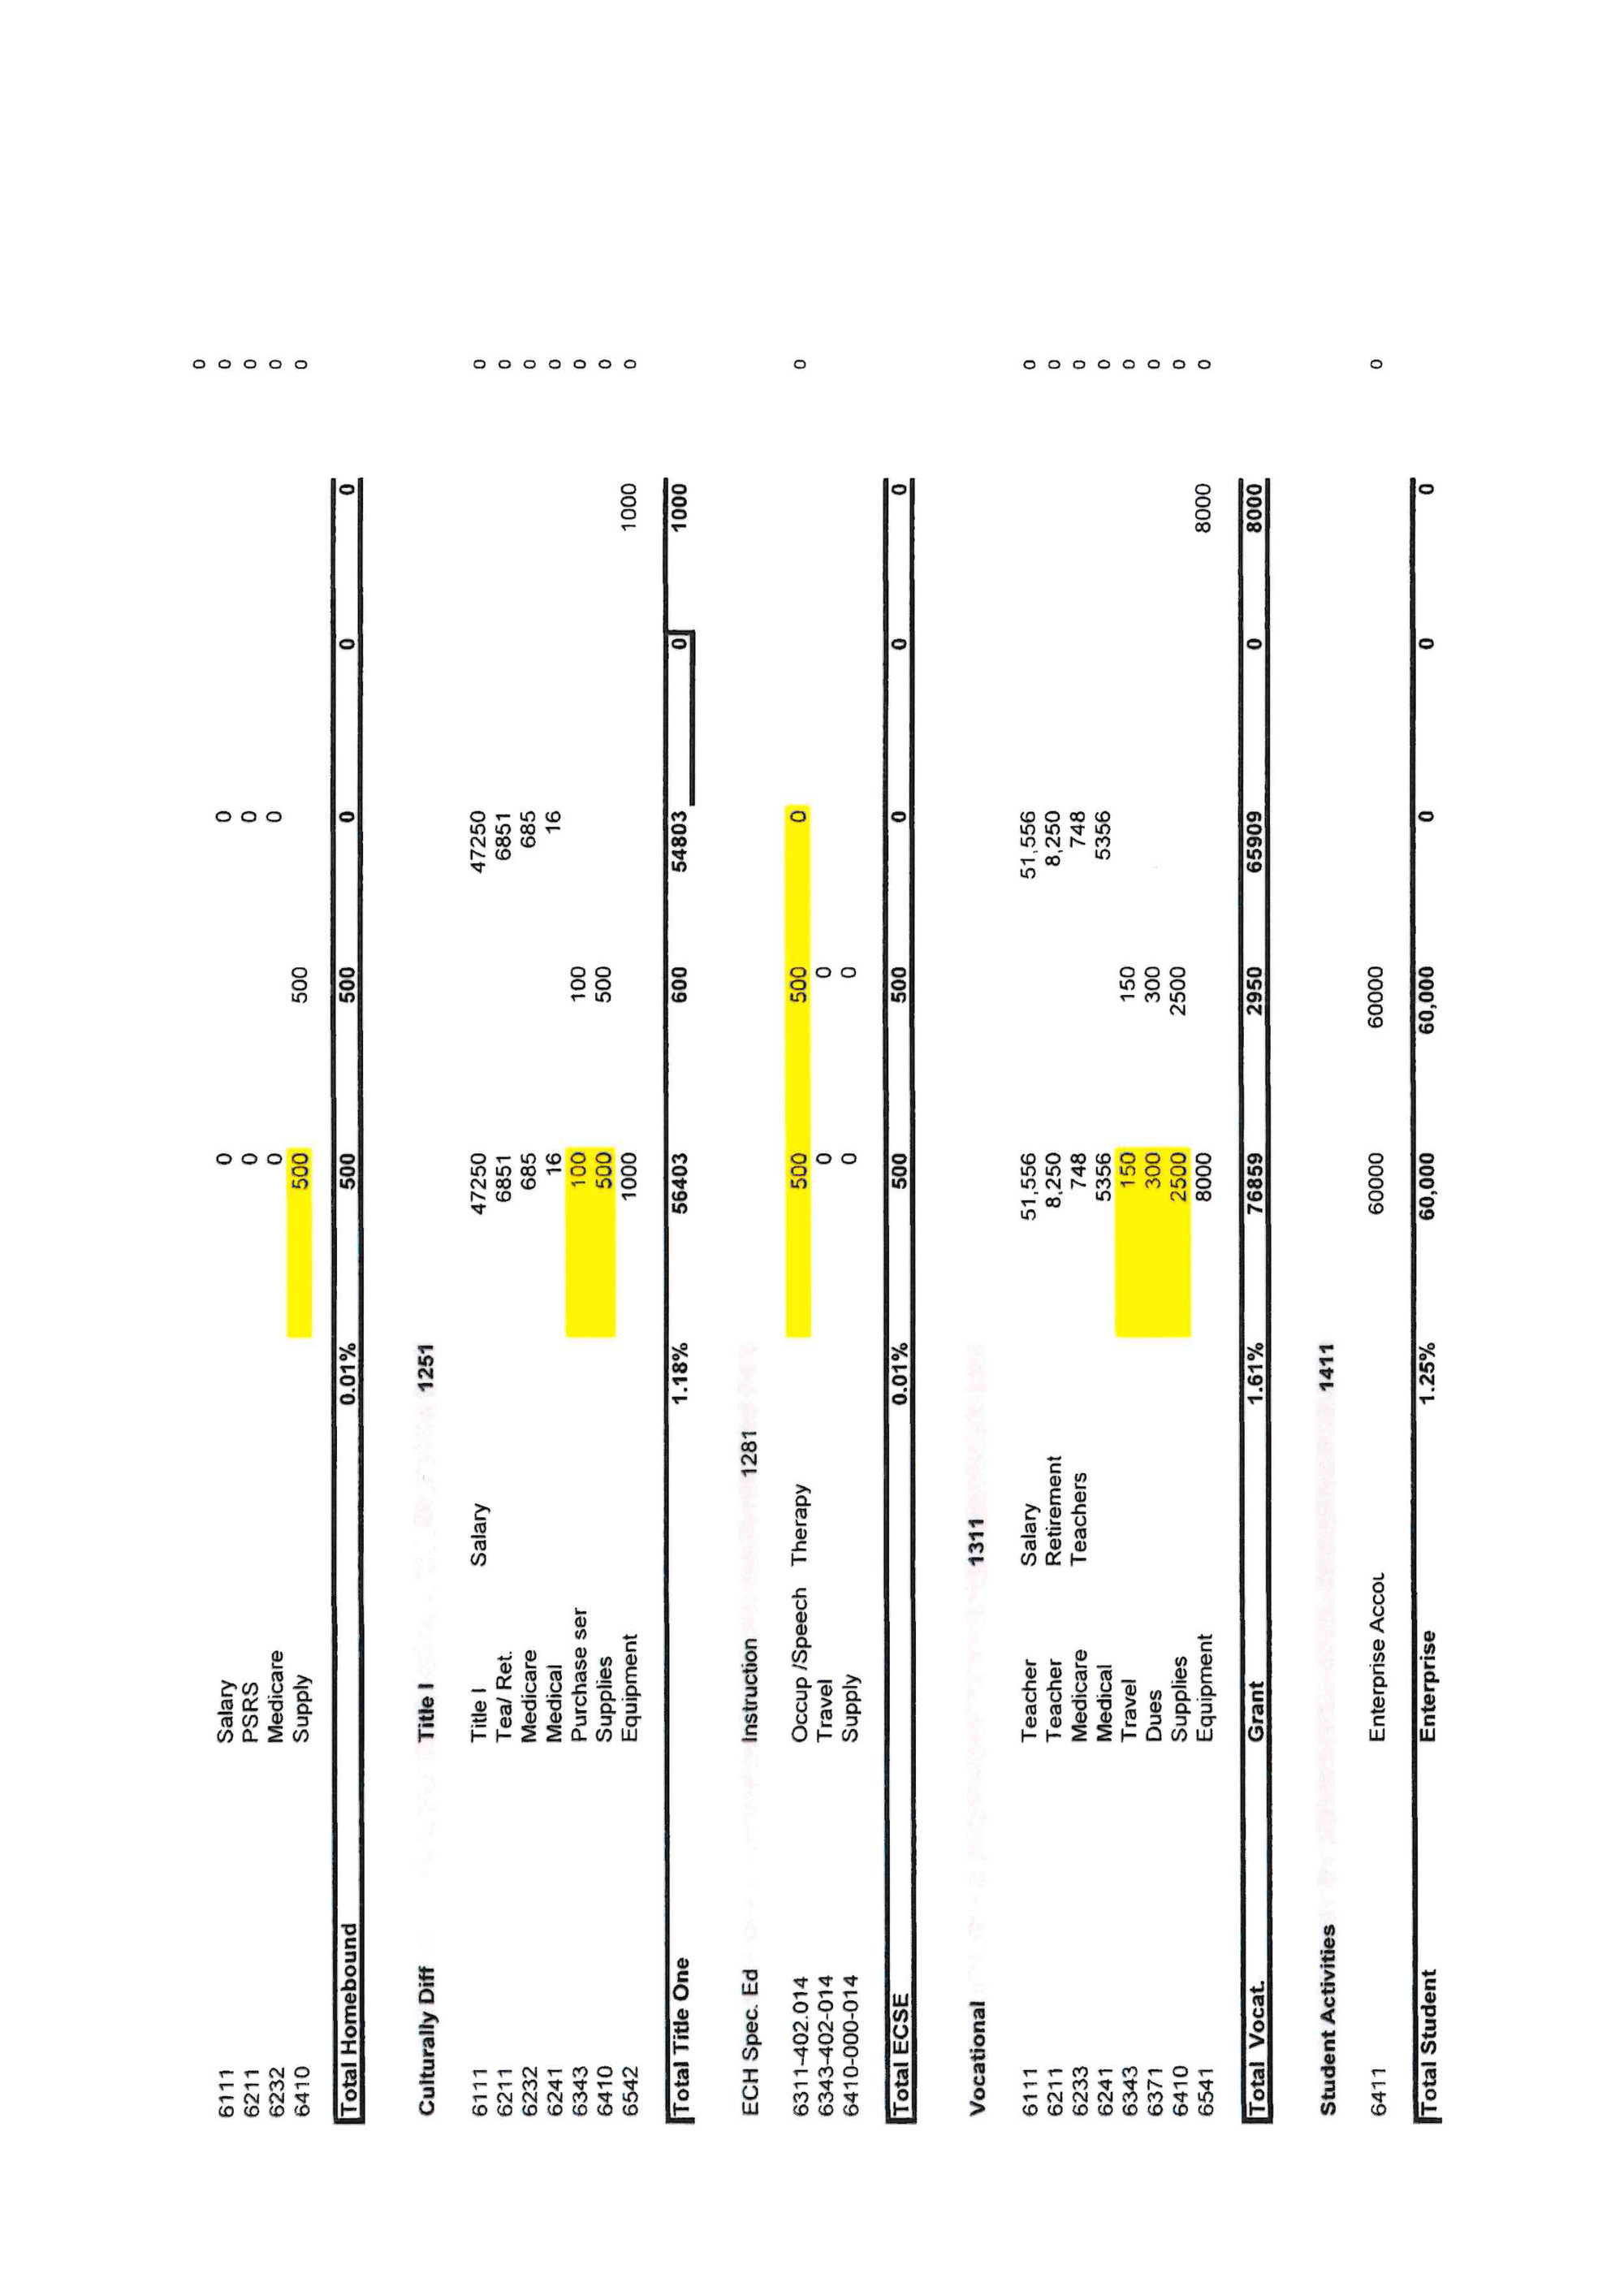 0
6111 Salary 0 0 0
6211 PSRS 0 0 0
6232 Medicare 0 0 0
6410 Supply 500 500 0
Total Homebound 0.01% 500 500 0 0 0
Culturally Diff Title I 1251
6111 Title I Salary 47250 47250 0
6211 Tea/ Ret. 6851 6851 0
6232 Medicare 685 685 0
6241 Medical 16 16 0
6343 Purchase ser 100 100 0
6410 Supplies 500 500 0
6542 Equipment 1000 1000 0
Total Title One 1.18% 56403 600 54803 0 1000
ECH Spec. Ed Instruction 1281
6311-402.014 Occup /Speech Therapy 500 500 0 0
6343-402-014 Travel 0 0
6410-000-014 Supply 0 0
Total ECSE 0.01% 500 500 0 0 0
Vocational 1311
6111 Teacher Salary 51,556 51,556 0
6211 Teacher Retirement 8,250 8,250 0
6233 Medicare Teachers 748 748 0
6241 Medical 5356 5356 0
6343 Travel 150 150 0
6371 Dues 300 300 0
6410 Supplies 2500 2500 0
6541 Equipment 8000 8000 0
Total Vocat. Grant 1.61% 76859 2950 65909 0 8000
Student Activities 1411
6411 Enterprise Accou 60000 60000 0
Total Student Enterprise 1.25% 60,000 60,000 0 0 0